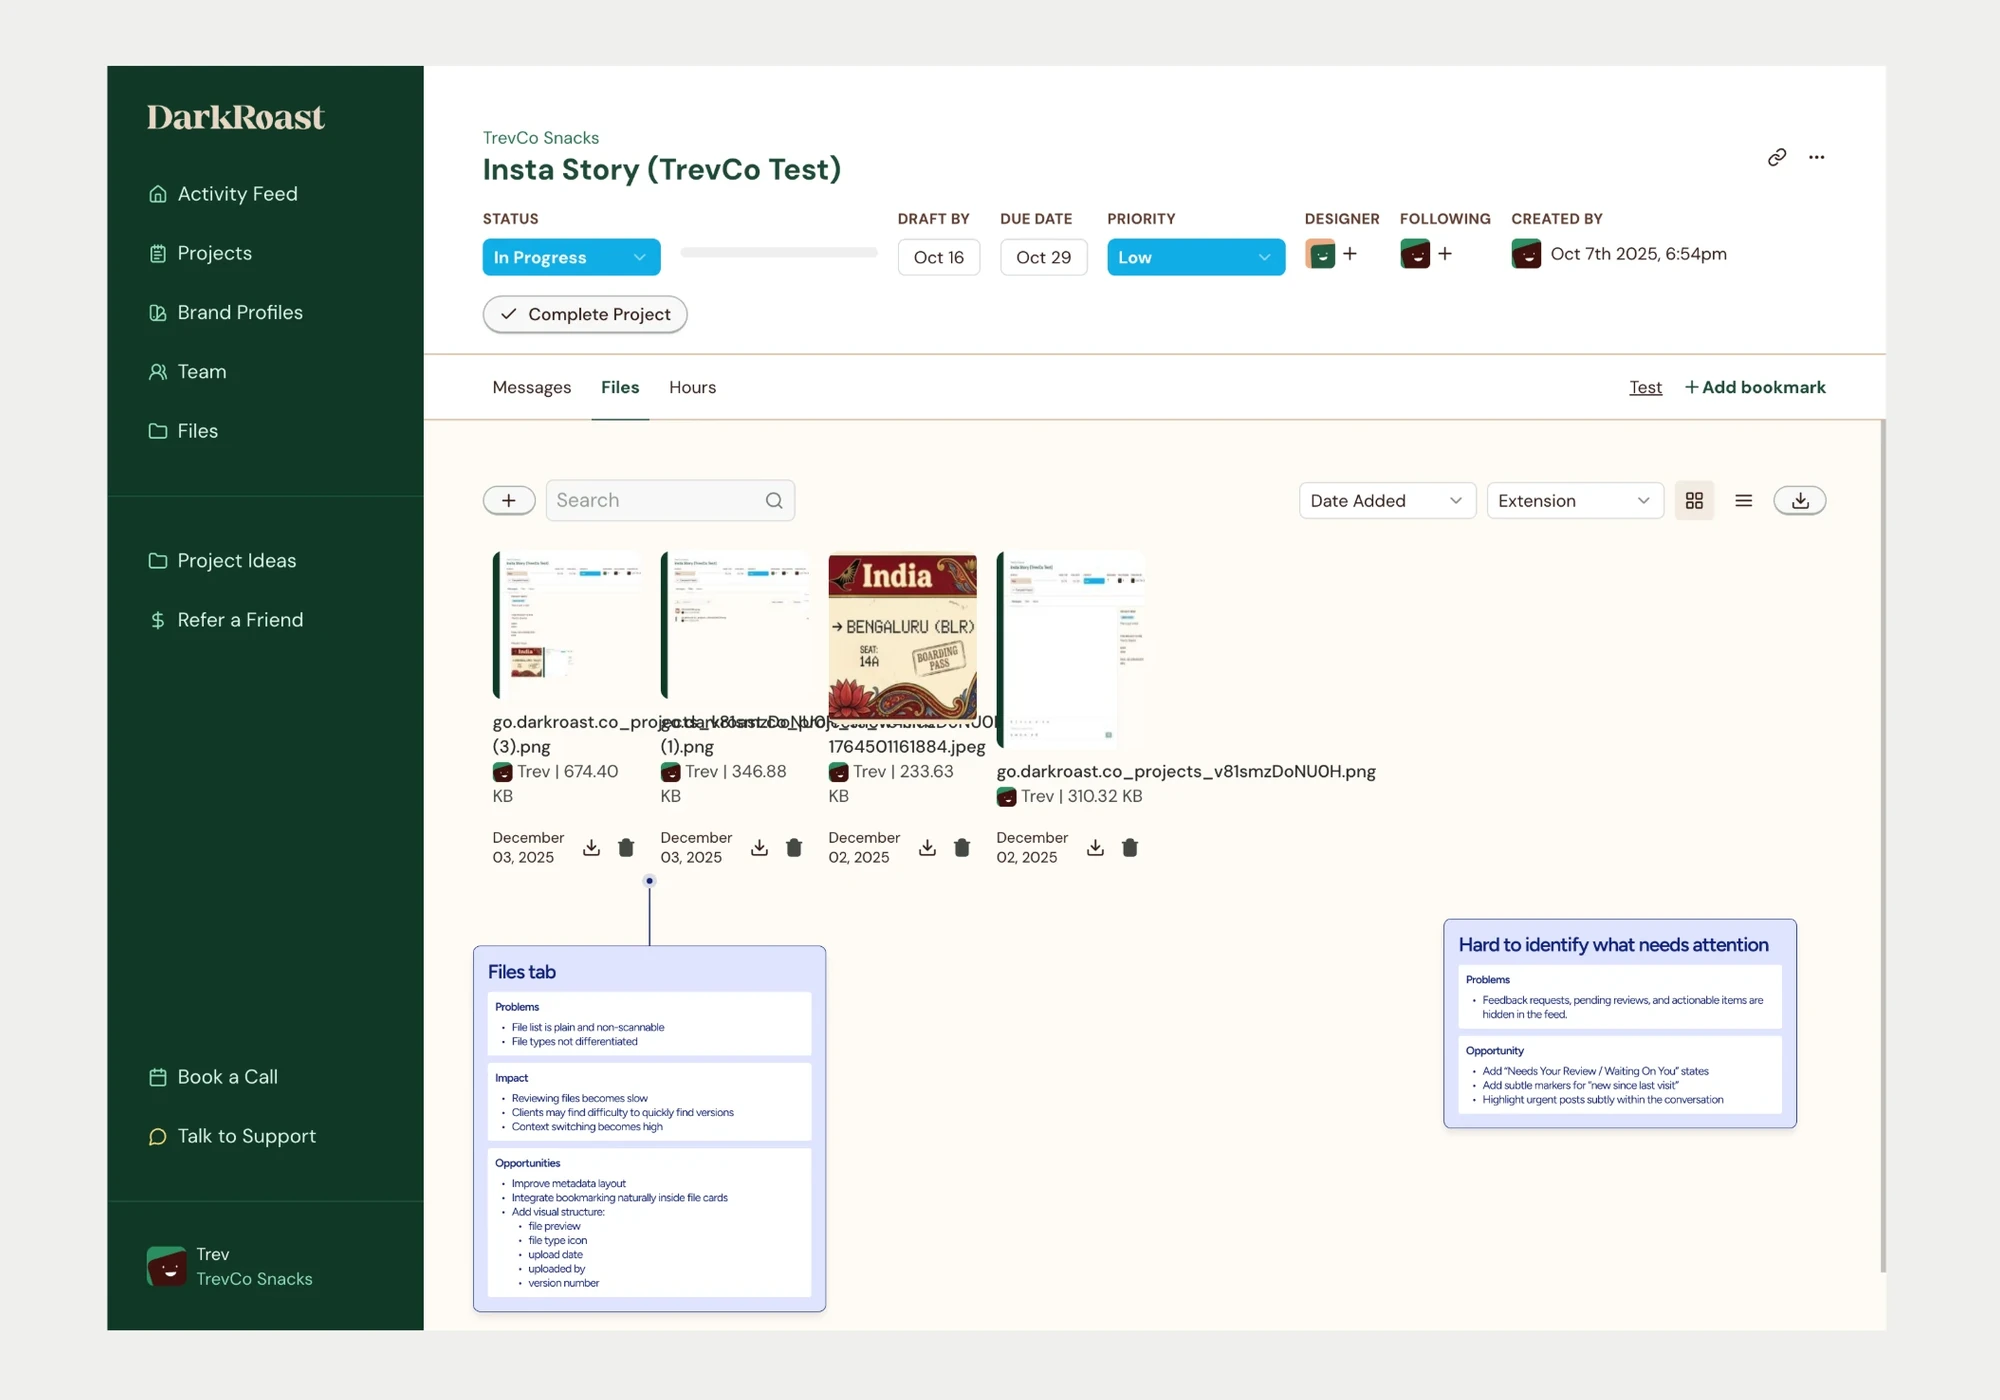 DarkRoast
Activity Feed
Projects
Brand Profiles
Team
Files
Project Ideas
Refer a Friend
Book a Call
Talk to Support
Trev
TrevCo Snacks
TrevCo Snacks
Insta Story (TrevCo Test)
STATUS
In Progress
DRAFT BY
Oct 16
DUE DATE
Oct 29
PRIORITY
Low
DESIGNER
FOLLOWING
CREATED BY
Oct 7th 2025, 6:54pm
Complete Project
Messages
Files
Hours
Test
Add bookmark
Search
Date Added
Extension
India
→ BENGALURU (BLR)
SEAT:
14A
BOARDING
PASS
(3).png
Trev | 674.40
KB
December
03, 2025
(1).png
Trev | 346.88
KB
December
03, 2025
1764501161884.jpeg
Trev | 233.63
KB
December
02, 2025
go.darkroast.co_projects_v81smzDoNU0H.png
Trev | 310.32 KB
December
02, 2025
Files tab
Problems
• File list is plain and non-scannable
• File types not differentiated
Impact
• Reviewing files becomes slow
• Clients may find difficulty to quickly find versions
• Context switching becomes high
Opportunities
• Improve metadata layout
• Integrate bookmarking naturally inside file cards
• Add visual structure:
• file preview
• file type icon
• upload date
• uploaded by
• version number
Hard to identify what needs attention
Problems
• Feedback requests, pending reviews, and actionable items are
hidden in the feed.
Opportunity
• Add “Needs Your Review / Waiting On You” states
• Add subtle markers for “new since last visit”
• Highlight urgent posts subtly within the conversation